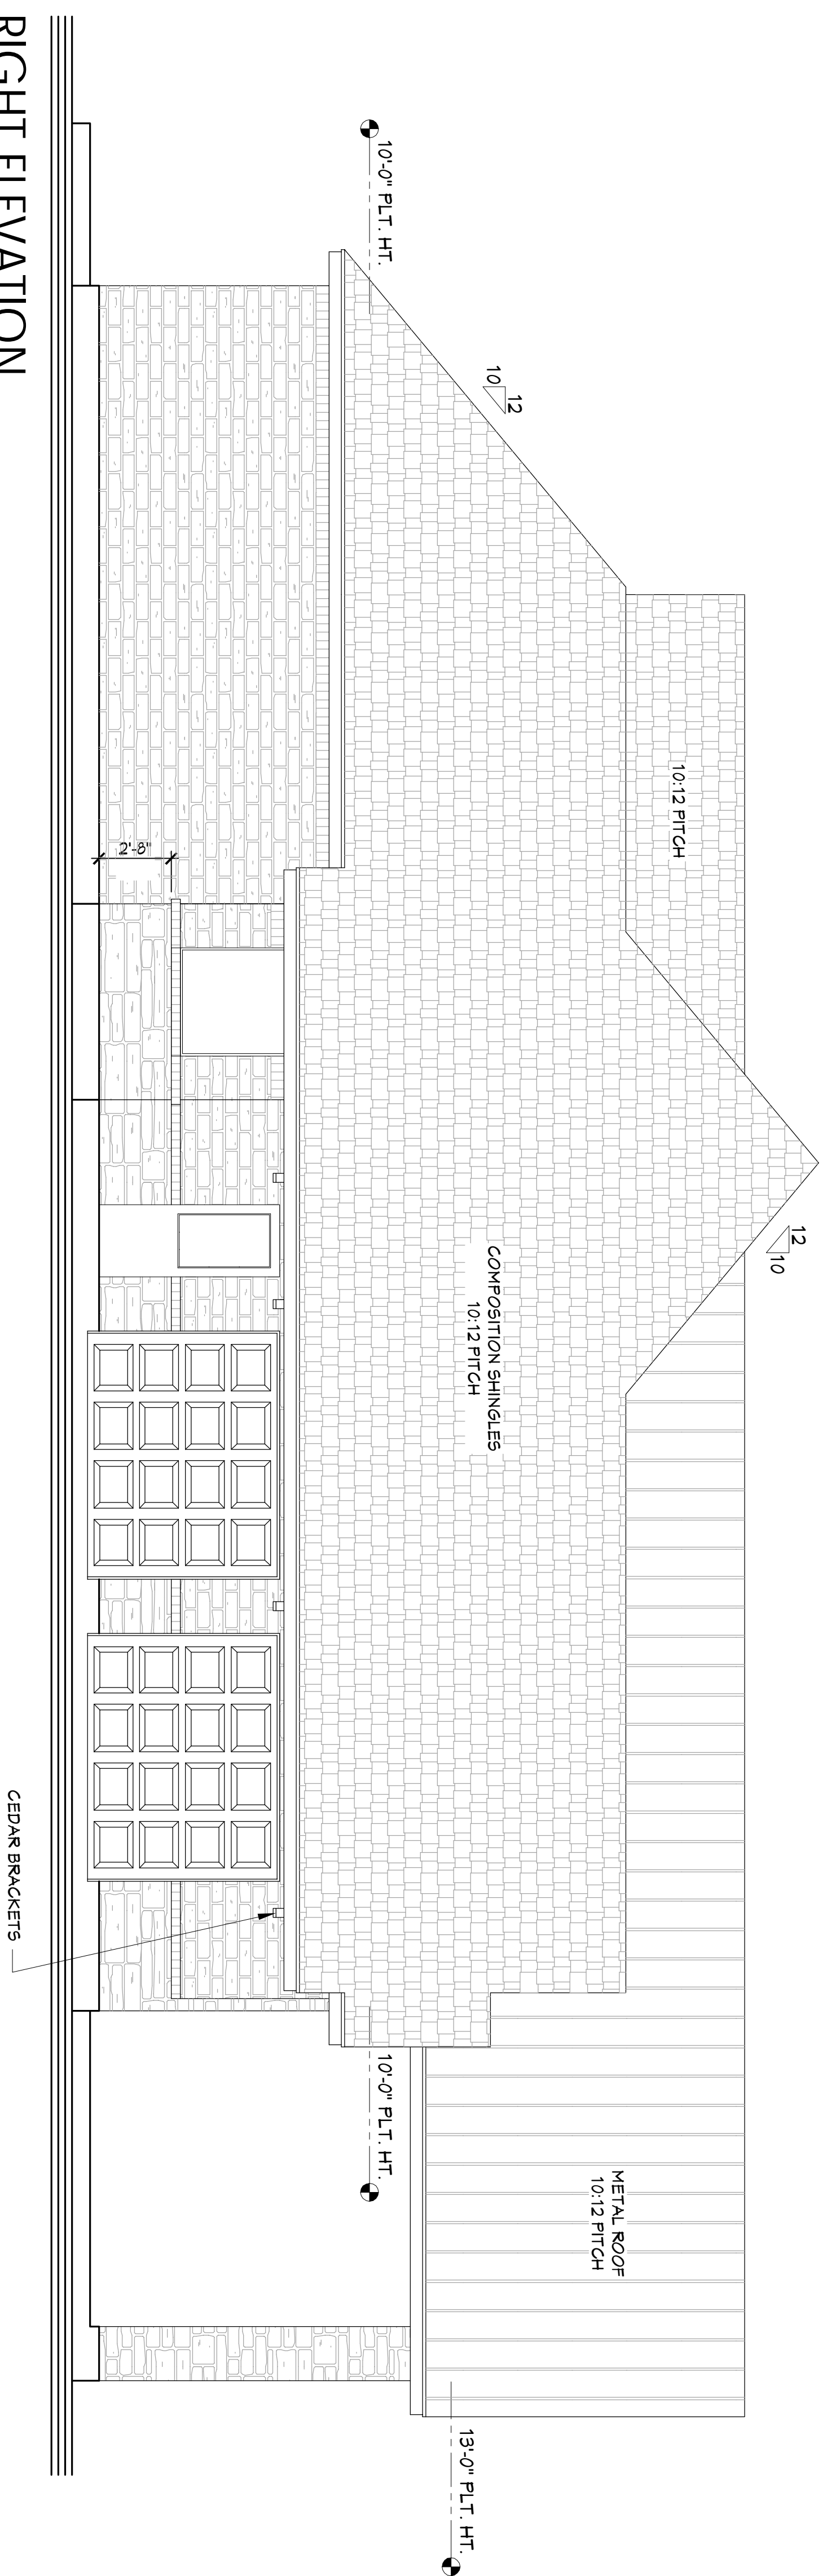 12
10
12
10
10:12 PITCH
METAL ROOF
10:12 PITCH
COMPOSITION SHINGLES
10:12 PITCH
13'-0" PLT. HT.
10'-0" PLT. HT.
10'-0" PLT. HT.
2'-8"
CEDAR BRACKETS
RIGHT ELEVATION